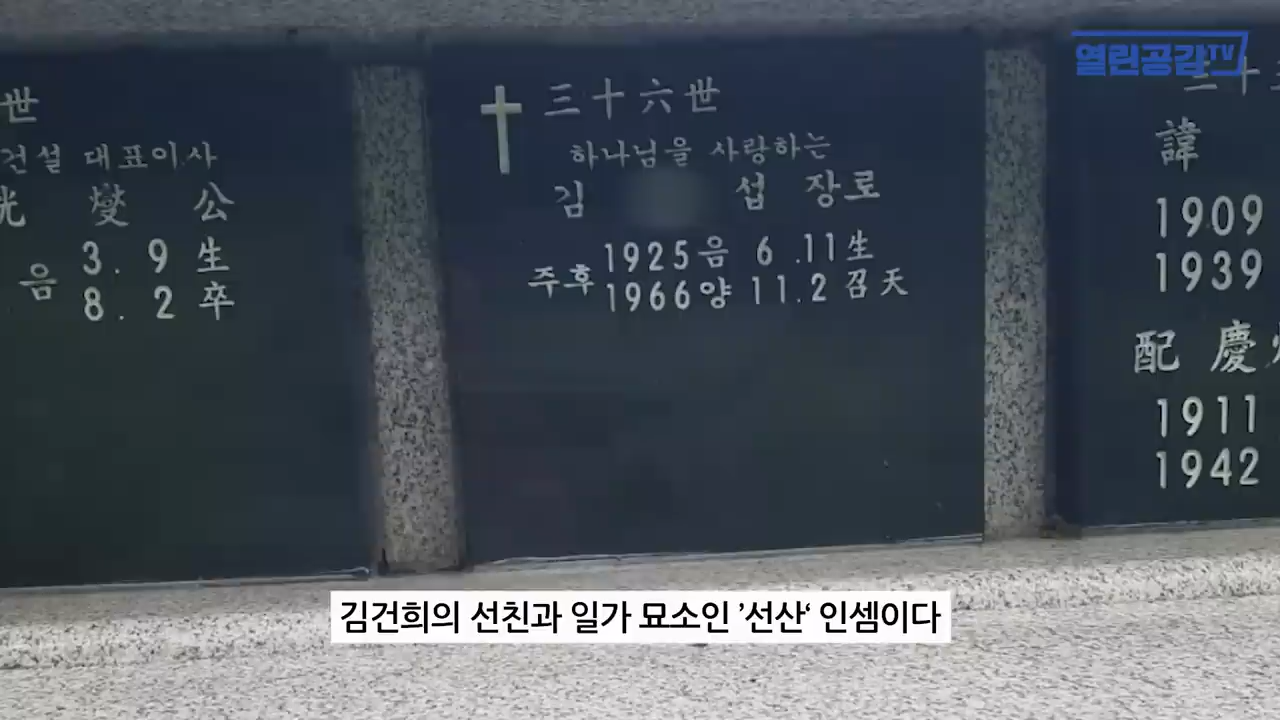 열린공감TV
世
건설 대표이사
燮 公
3. 9 生
음 8. 2 卒
三十六世
하나님을 사랑하는
김 섭 장로
주후 1925음 6.11生
1966양 11.2 召天
諱
1909
1939
配 慶
1911
1942
김건희의 선친과 일가 묘소인 '선산' 인셈이다